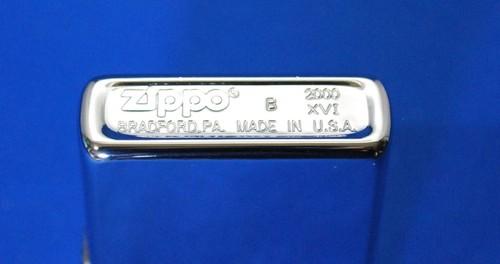 Zippo® B 2000
XVI
BRADFORD,PA. MADE IN U.S.A.